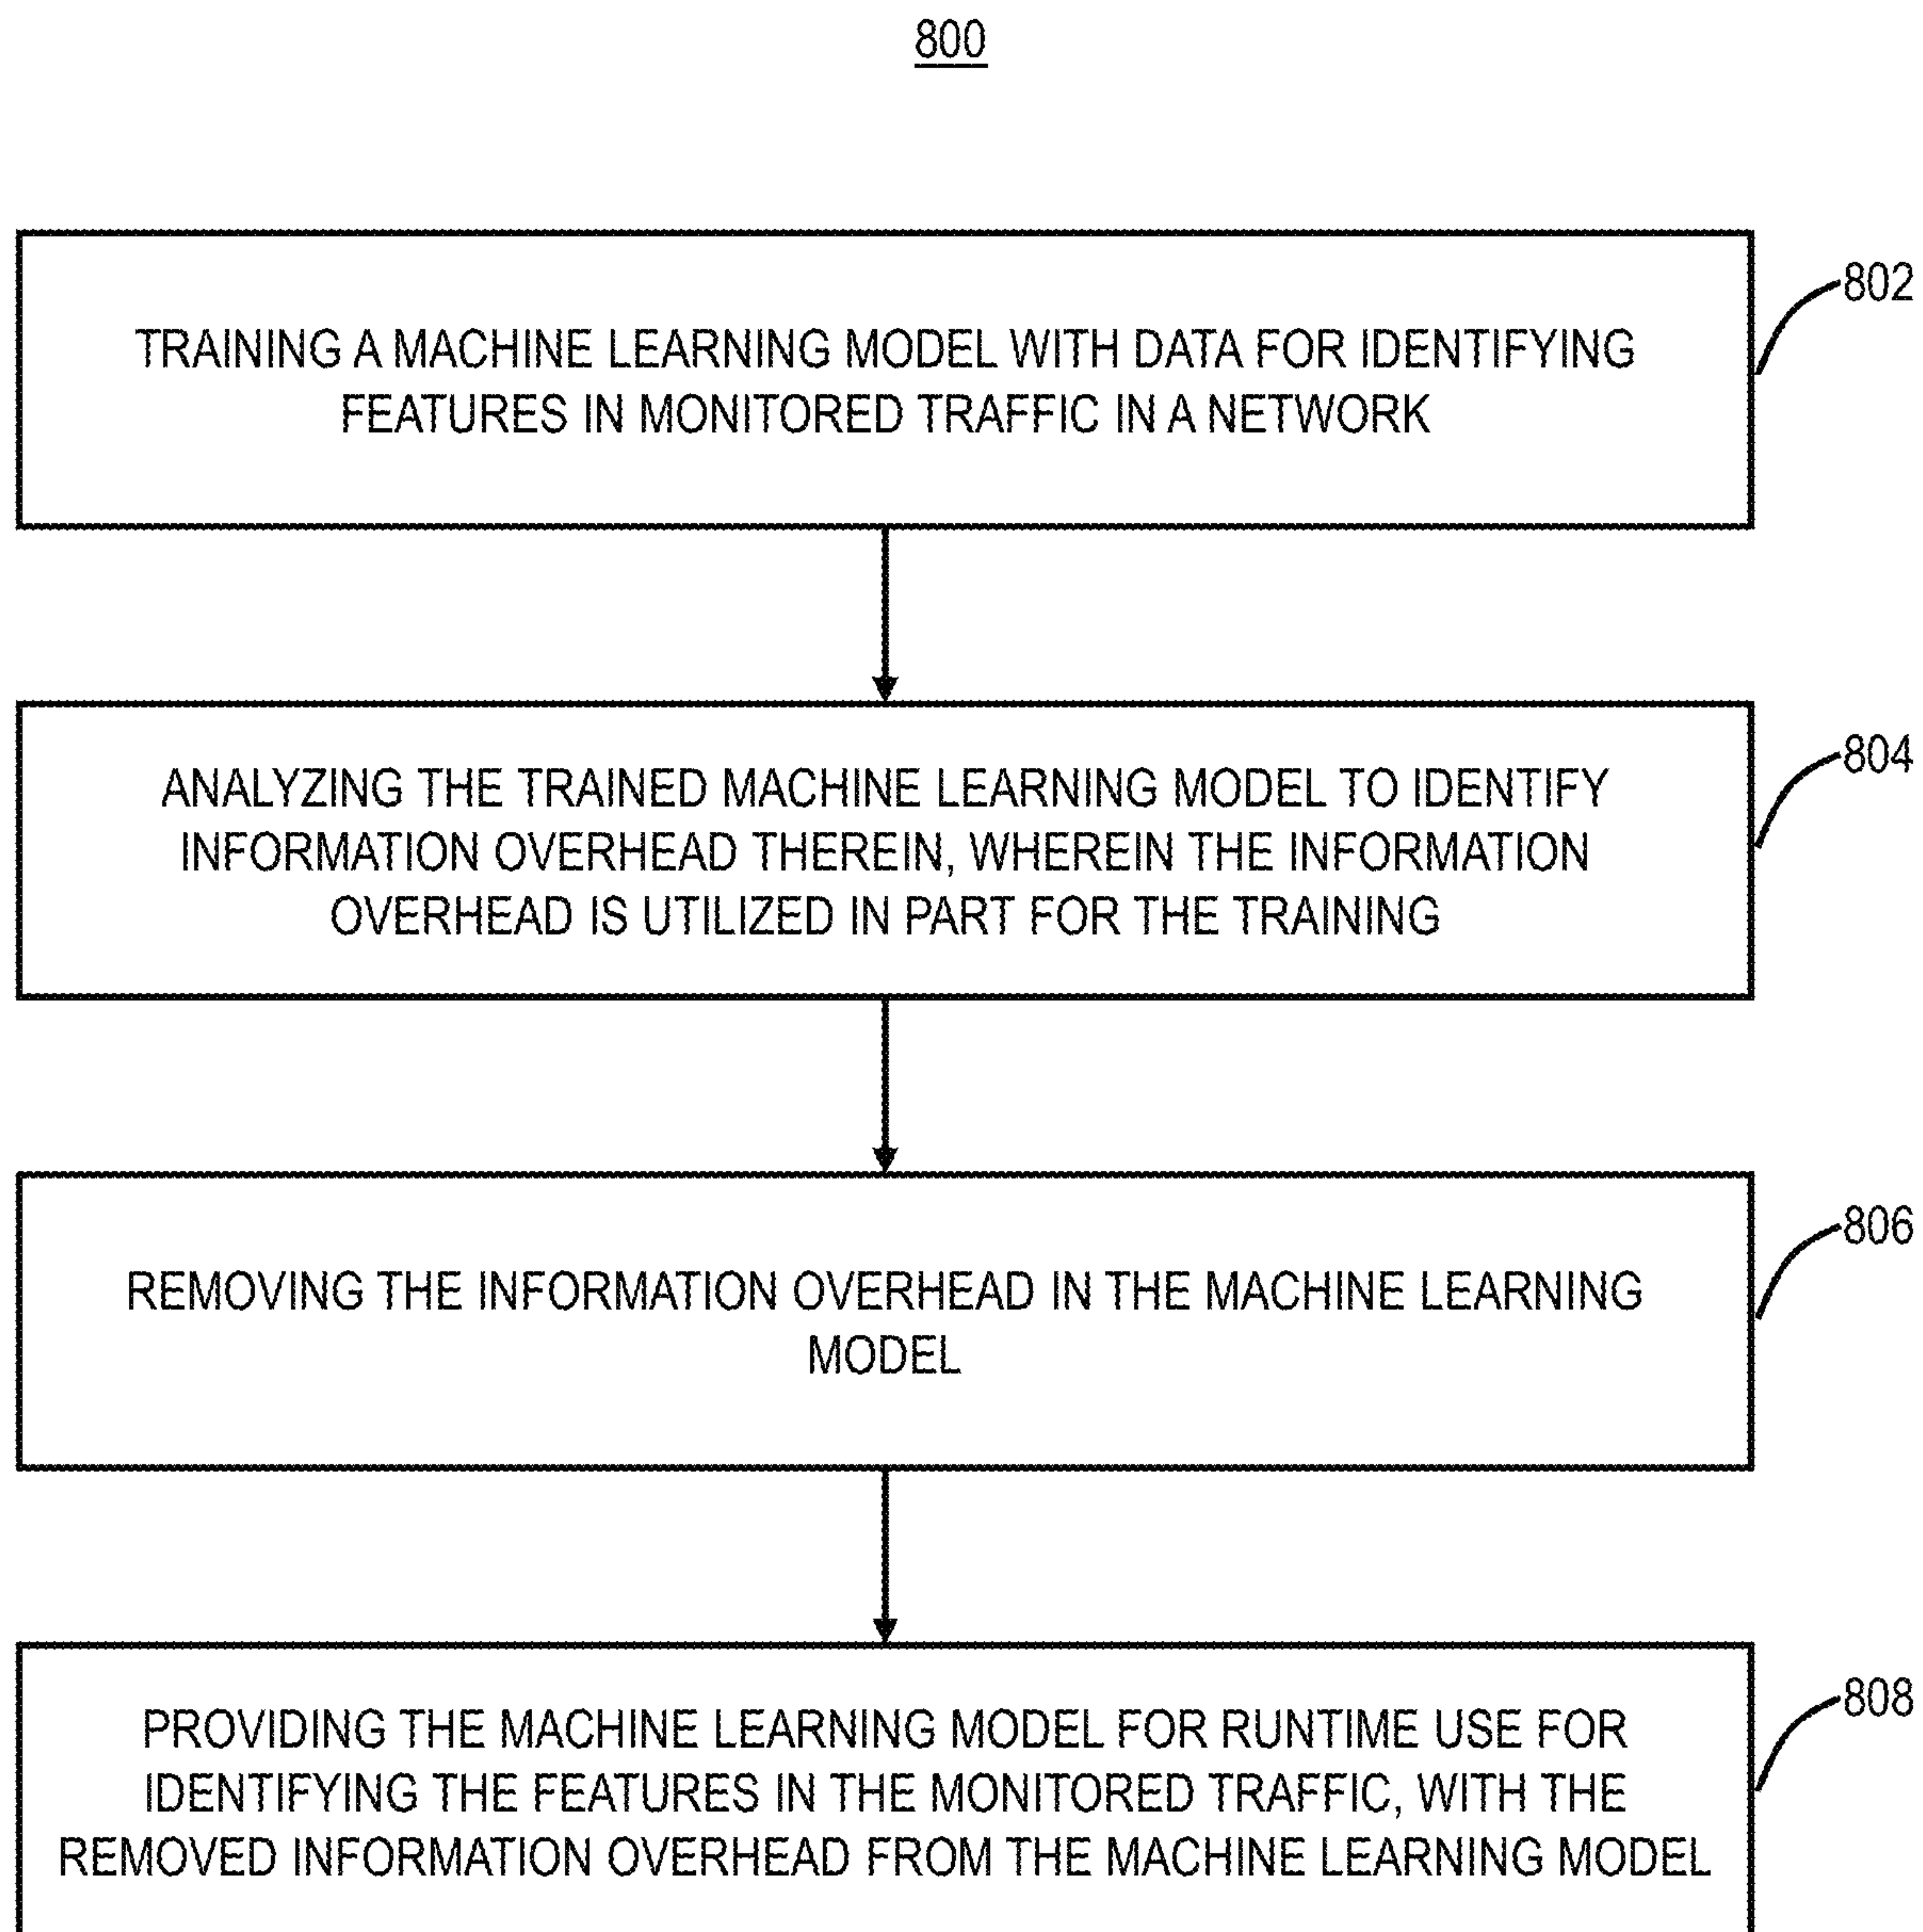 800
802
TRAINING A MACHINE LEARNING MODEL WITH DATA FOR IDENTIFYING
FEATURES IN MONITORED TRAFFIC IN A NETWORK
804
ANALYZING THE TRAINED MACHINE LEARNING MODEL TO IDENTIFY
INFORMATION OVERHEAD THEREIN, WHEREIN THE INFORMATION
OVERHEAD IS UTILIZED IN PART FOR THE TRAINING
806
REMOVING THE INFORMATION OVERHEAD IN THE MACHINE LEARNING
MODEL
808
PROVIDING THE MACHINE LEARNING MODEL FOR RUNTIME USE FOR
IDENTIFYING THE FEATURES IN THE MONITORED TRAFFIC, WITH THE
REMOVED INFORMATION OVERHEAD FROM THE MACHINE LEARNING MODEL